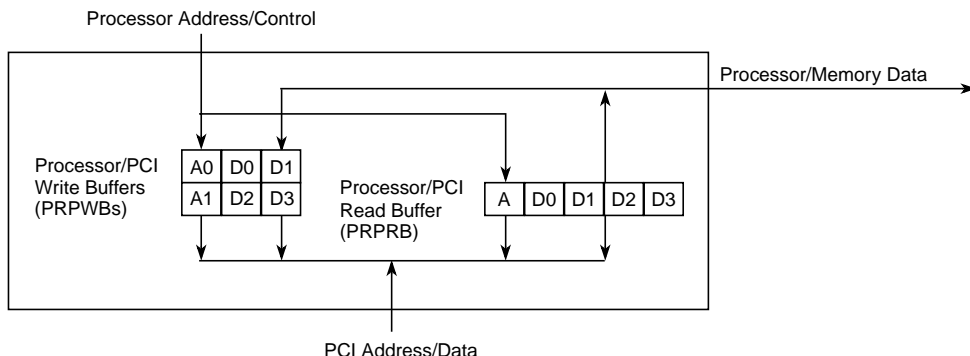 Processor Address/Control
Processor/Memory Data
Processor/PCI
Write Buffers
(PRPWBs)
A0 D0 D1
A1 D2 D3
Processor/PCI
Read Buffer
(PRPRB)
A D0 D1 D2 D3
PCI Address/Data